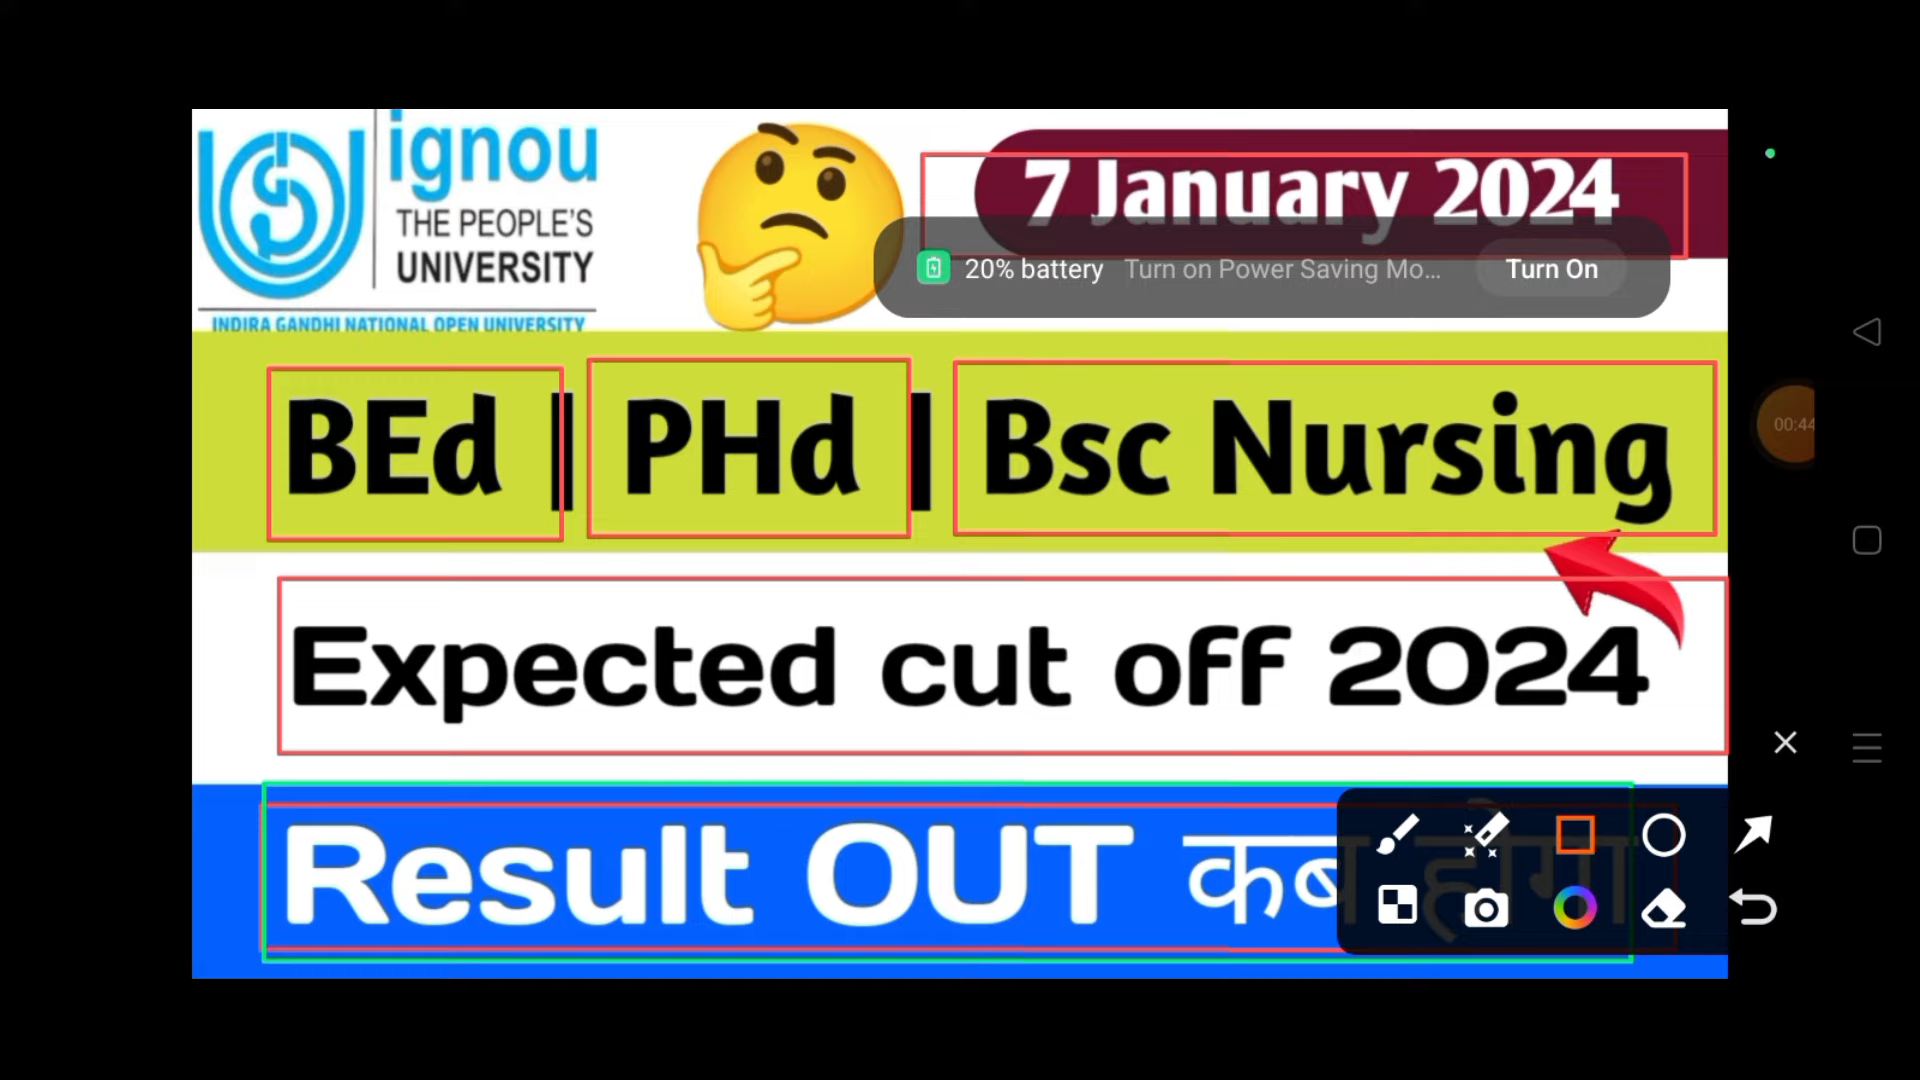 ignou
THE PEOPLE'S
UNIVERSITY
INDIRA GANDHI NATIONAL OPEN UNIVERSITY
7 January 2024
20% battery Turn on Power Saving Mo... Turn On
BEd | PHd | Bsc Nursing
00:44
Expected cut off 2024
Result OUT कब होगा